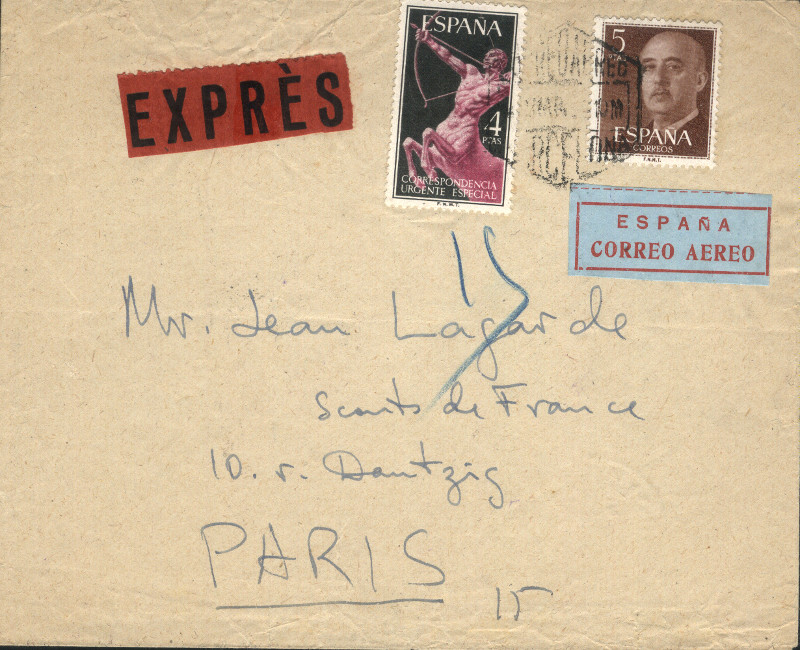 EXPRÈS
ESPAÑA
4
PTAS
CORRESPONDENCIA
URGENTE ESPECIAL
F.N.M.T.
5
PTS
ESPAÑA
CORREOS
F.N.M.T.
ESPAÑA
CORREO AEREO
15
Mr. Jean Lagarde
Scouts de France
10. r. Dantzig
PARIS
15